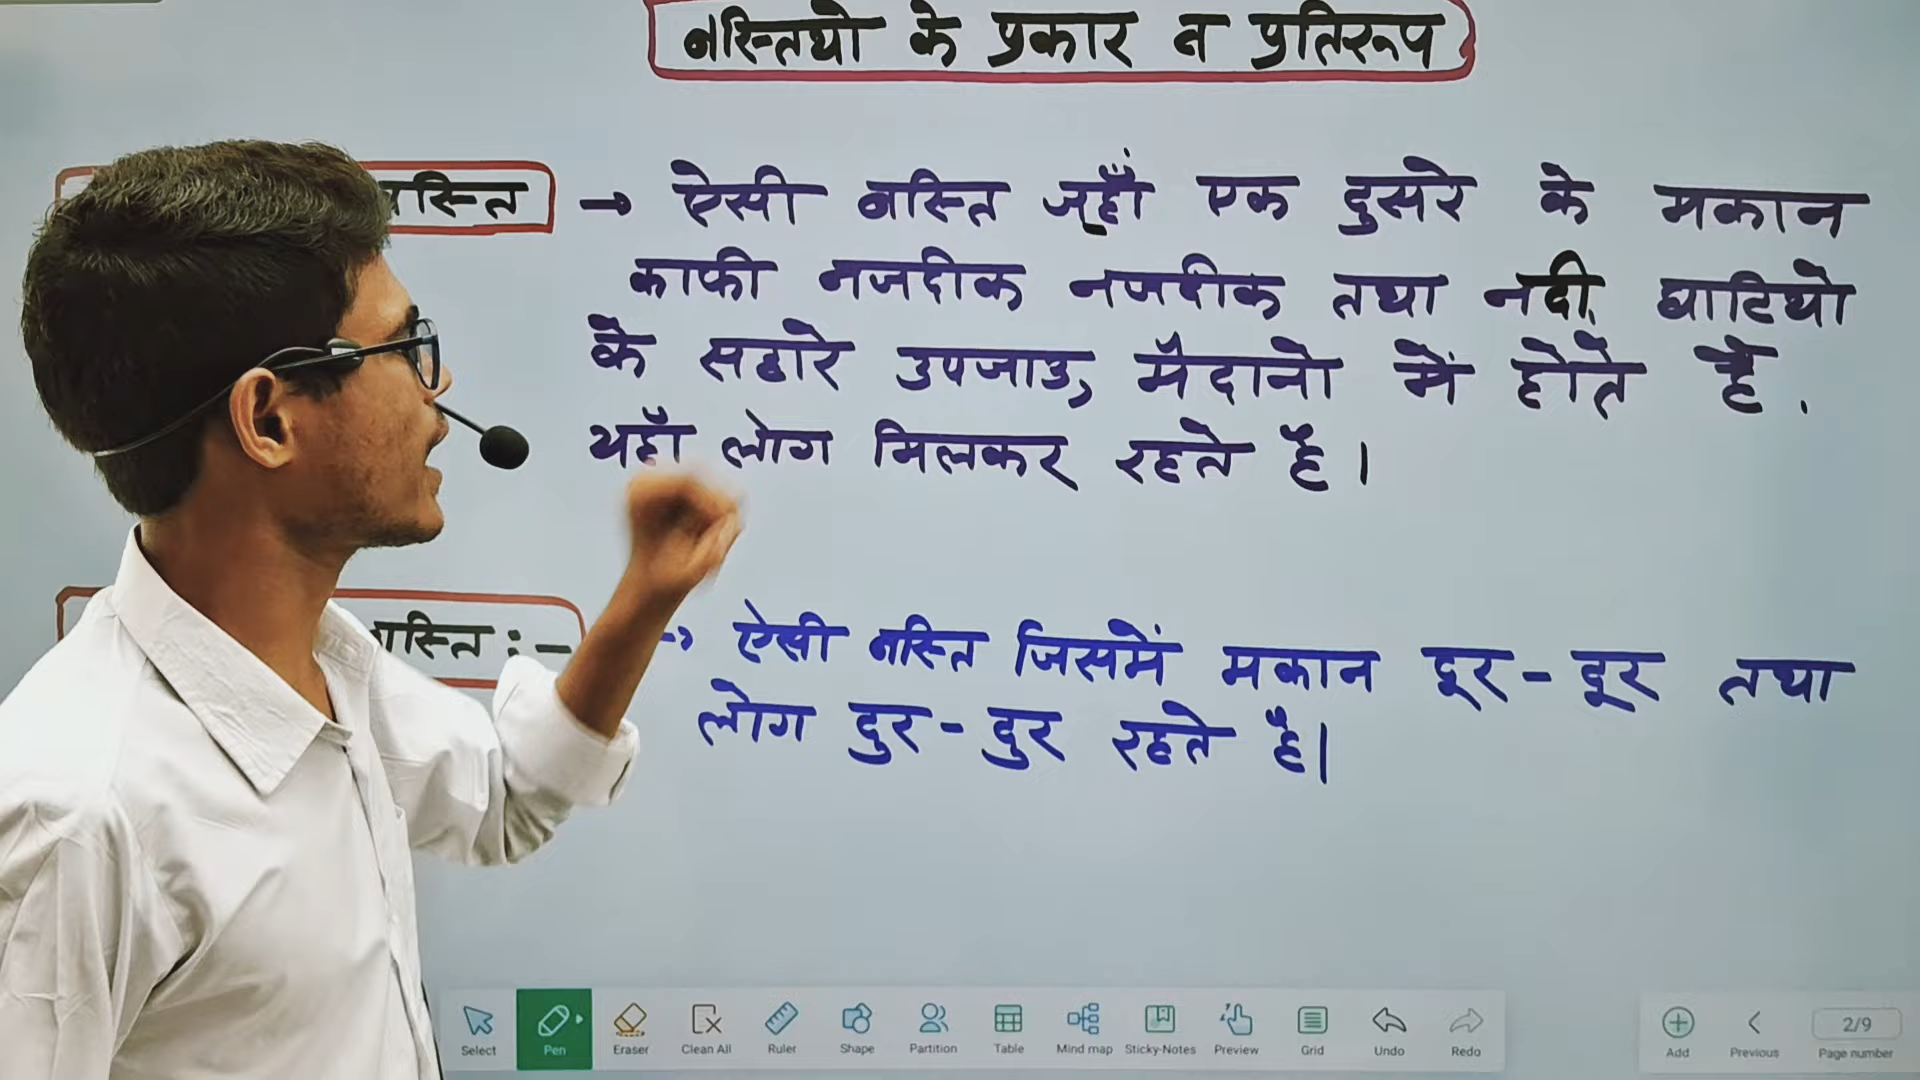 बस्तियो के प्रकार व प्रतिरूप
बस्ति → ऐसी बस्ति जहाँ एक दुसरे के मकान
काफी नजदीक नजदीक तथा नदी, घाटियो
के सहारे उपजाउ, मैदानो में होते है.
यहाँ लोग मिलकर रहते है।
बस्ति :- → ऐसी बस्ति जिसमें मकान दूर-दूर तथा
लोग दुर-दुर रहते है।
Select Pen Eraser Clean All Ruler Shape Partition Table Mind map Sticky-Notes Preview Grid Undo Redo Add Previous 2/9 Page number